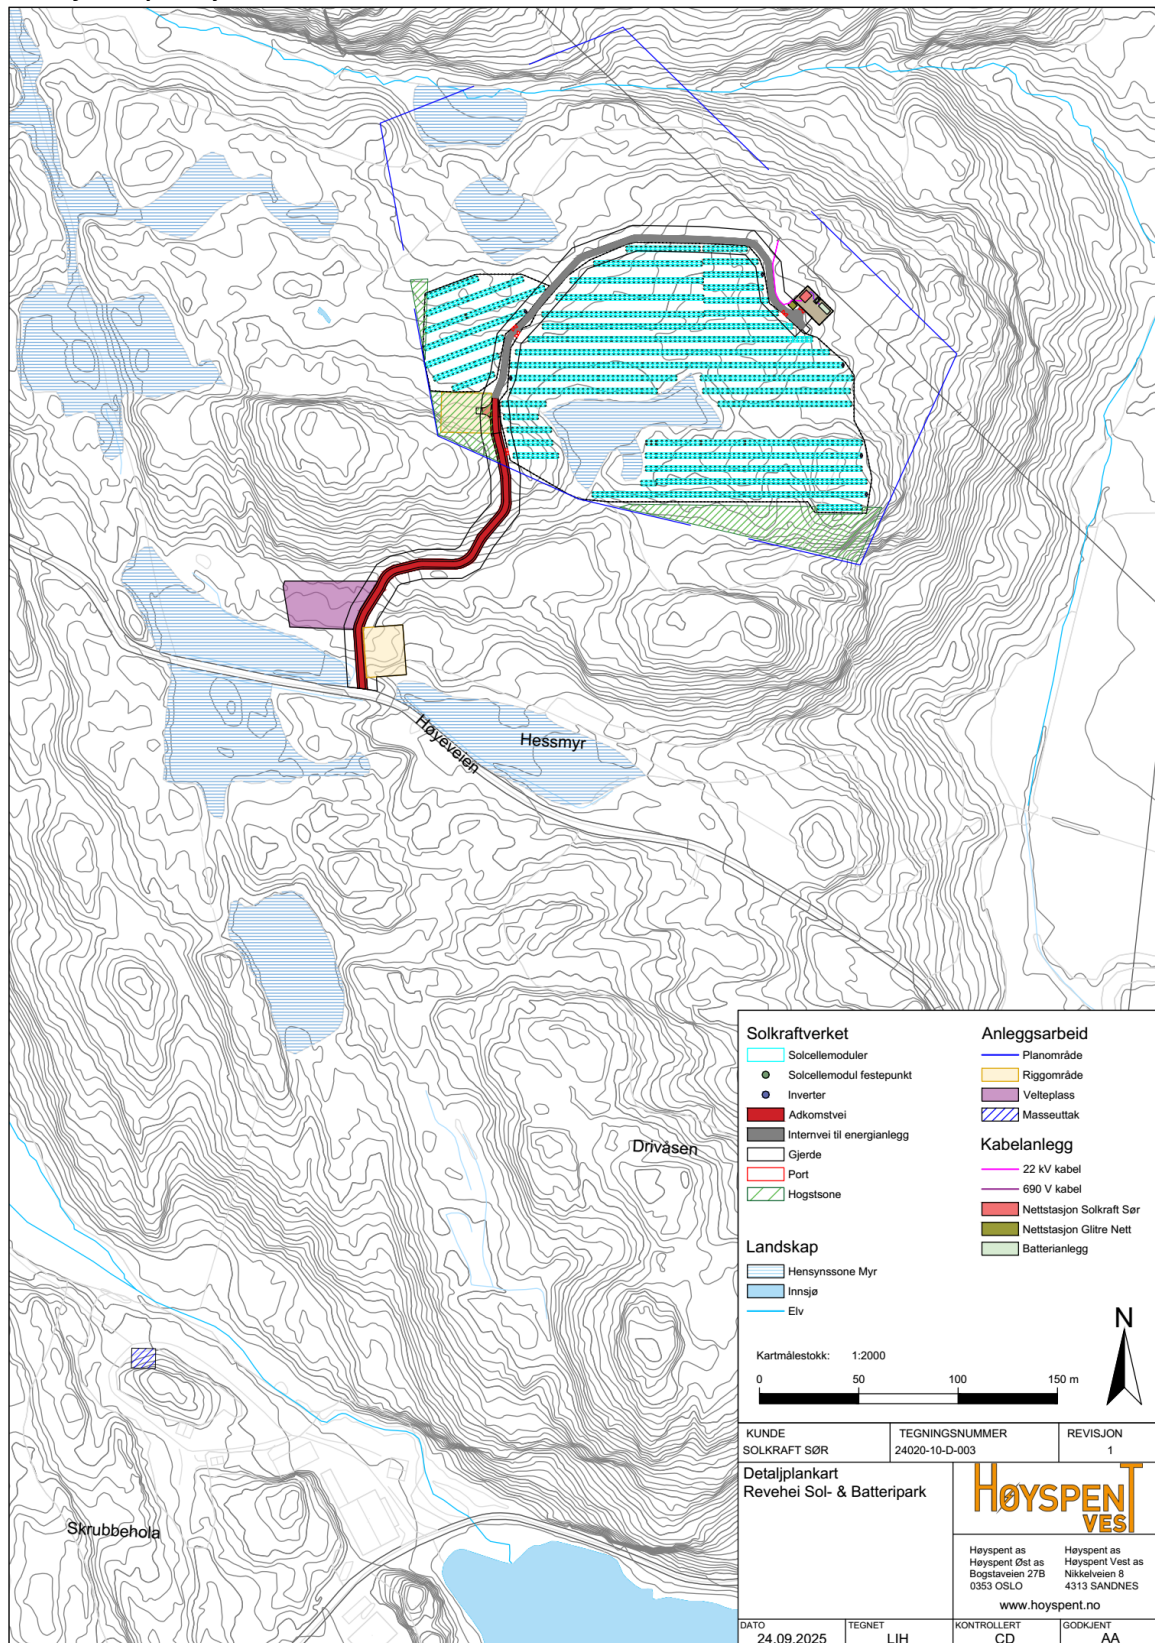 Høyeveien
Hessmyr
Drivåsen
Skrubbehola
Solkraftverket
Solcellemoduler
Solcellemodul festepunkt
Inverter
Adkomstvei
Internvei til energianlegg
Gjerde
Port
Hogstsone
Landskap
Hensynssone Myr
Innsjø
Elv
Anleggsarbeid
Planområde
Riggområde
Velteplass
Masseuttak
Kabelanlegg
22 kV kabel
690 V kabel
Nettstasjon Solkraft Sør
Nettstasjon Glitre Nett
Batterianlegg
N
Kartmålestokk: 1:2000
0 50 100 150 m
KUNDE
SOLKRAFT SØR
TEGNINGSNUMMER
24020-10-D-003
REVISJON
1
Detaljplankart
Revehei Sol- & Batteripark
HØYSPENT
VEST
Høyspent as
Høyspent Øst as
Bogstaveien 27B
0353 OSLO
Høyspent as
Høyspent Vest as
Nikkelveien 8
4313 SANDNES
www.hoyspent.no
DATO
24.09.2025
TEGNET
LIH
KONTROLLERT
CD
GODKJENT
AA